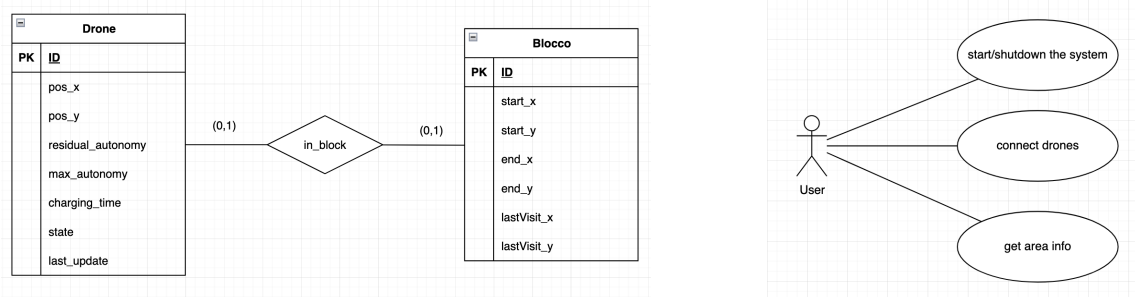 Drone
PK ID
pos_x
pos_y
residual_autonomy
max_autonomy
charging_time
state
last_update
(0,1)
in_block
(0,1)
Blocco
PK ID
start_x
start_y
end_x
end_y
lastVisit_x
lastVisit_y
start/shutdown the system
connect drones
get area info
User